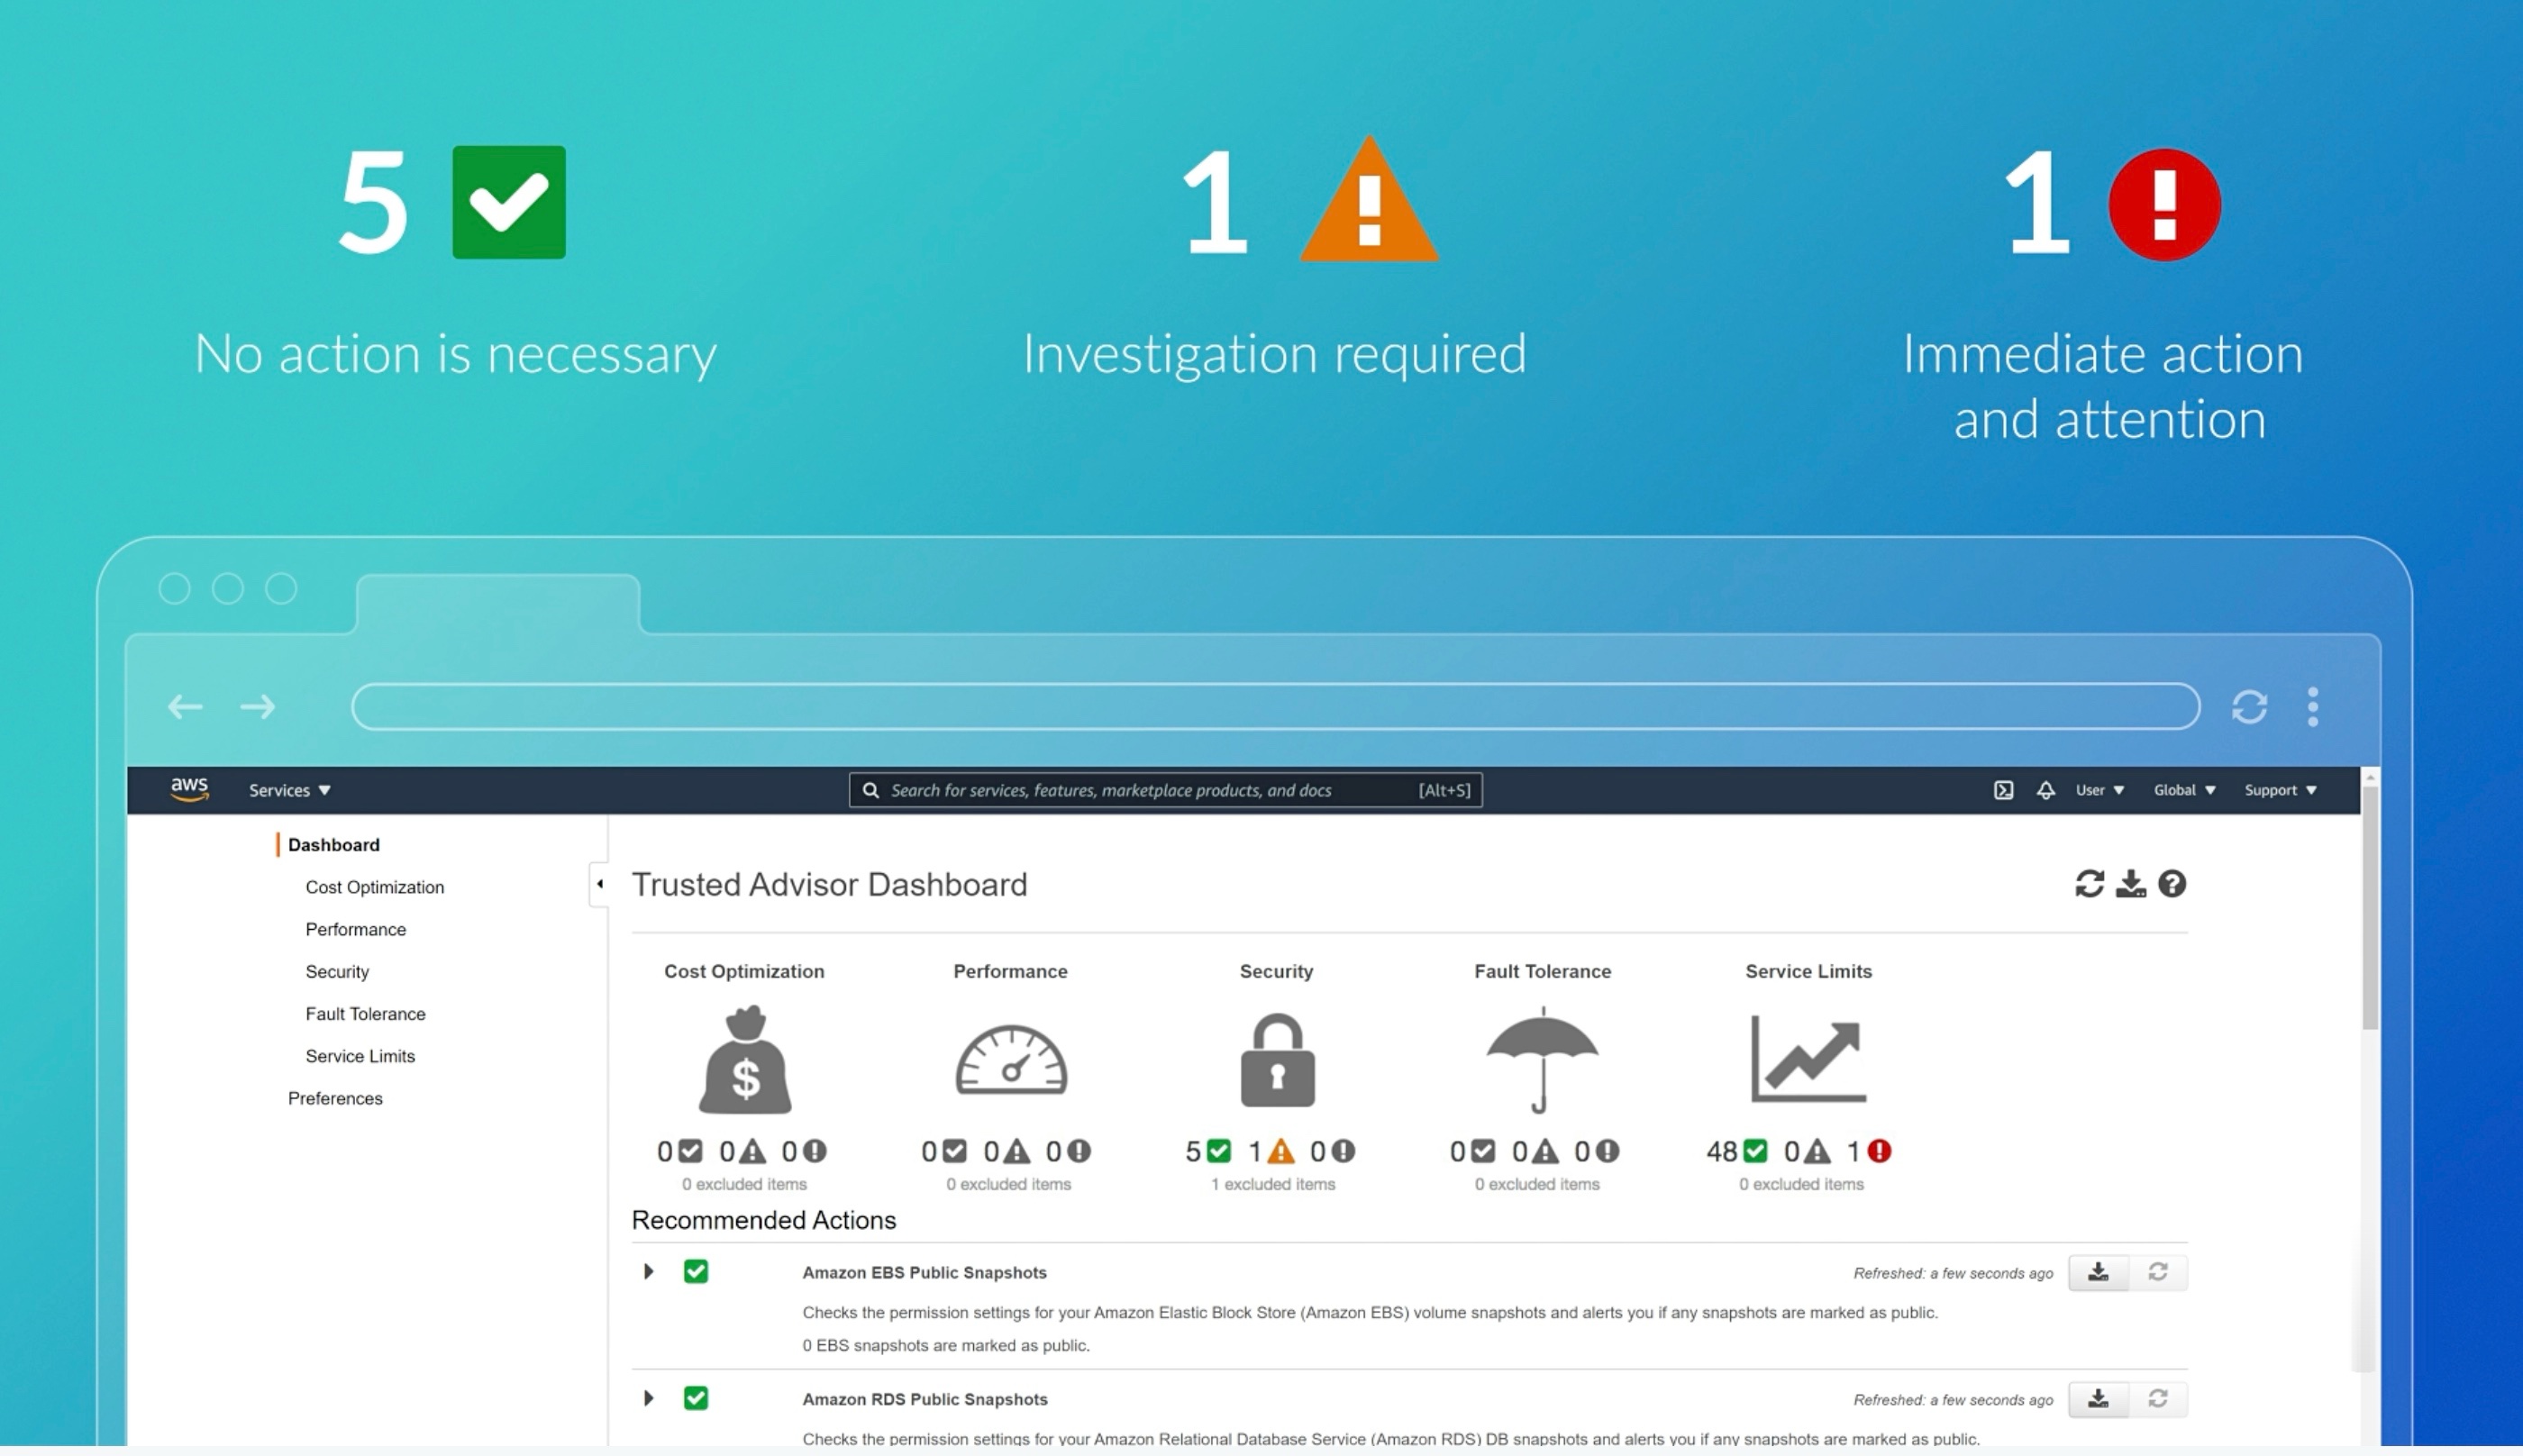 5
1
1
No action is necessary
Investigation required
Immediate action
and attention
aws
Services
Search for services, features, marketplace products, and docs
[Alt+S]
User
Global
Support
Dashboard
Cost Optimization
Performance
Security
Fault Tolerance
Service Limits
Preferences
Trusted Advisor Dashboard
Cost Optimization
Performance
Security
Fault Tolerance
Service Limits
$
0 0 0
0 0 0
5 1 0
0 0 0
48 0 1
0 excluded items
0 excluded items
1 excluded items
0 excluded items
0 excluded items
Recommended Actions
Amazon EBS Public Snapshots
Refreshed: a few seconds ago
Checks the permission settings for your Amazon Elastic Block Store (Amazon EBS) volume snapshots and alerts you if any snapshots are marked as public.
0 EBS snapshots are marked as public.
Amazon RDS Public Snapshots
Refreshed: a few seconds ago
Checks the permission settings for your Amazon Relational Database Service (Amazon RDS) DB snapshots and alerts you if any snapshots are marked as public.